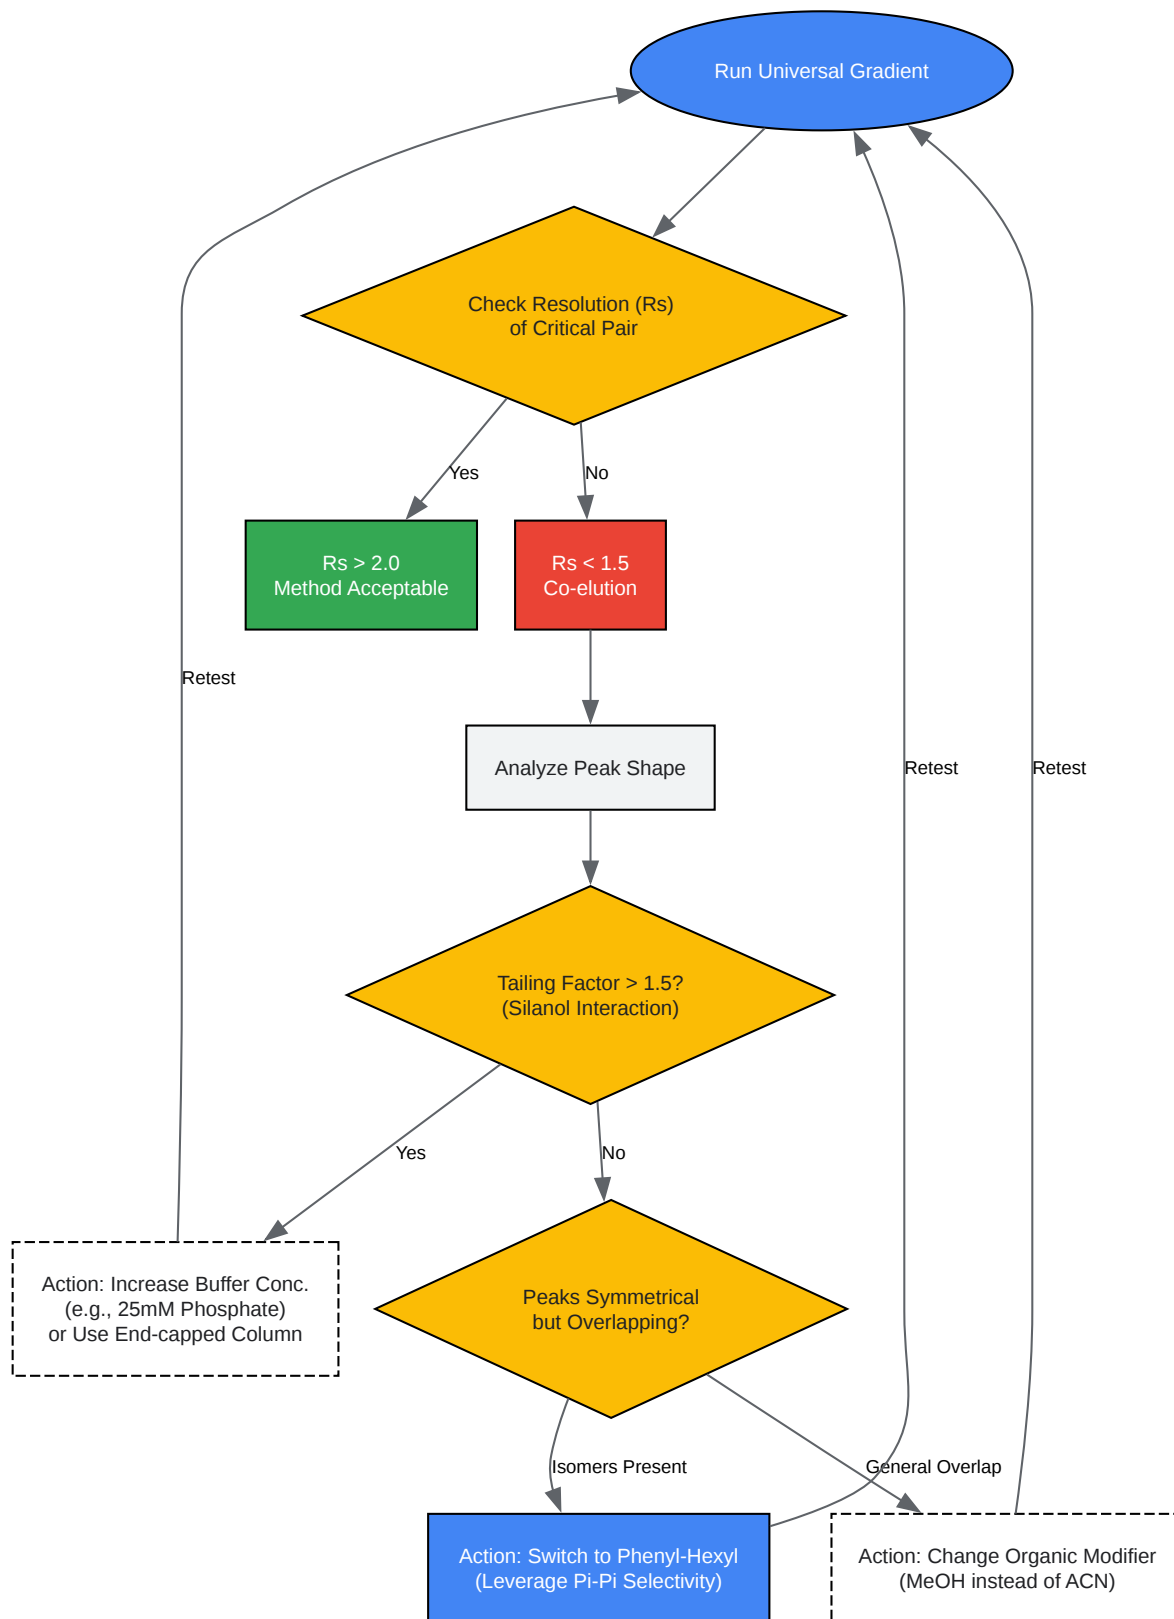 Run Universal Gradient
Check Resolution (Rs)
of Critical Pair
Yes
No
Rs > 2.0
Method Acceptable
Rs < 1.5
Co-elution
Retest
Analyze Peak Shape
Retest
Retest
Tailing Factor > 1.5?
(Silanol Interaction)
Yes
No
Action: Increase Buffer Conc.
(e.g., 25mM Phosphate)
or Use End-capped Column
Peaks Symmetrical
but Overlapping?
Isomers Present
General Overlap
Action: Switch to Phenyl-Hexyl
(Leverage Pi-Pi Selectivity)
Action: Change Organic Modifier
(MeOH instead of ACN)